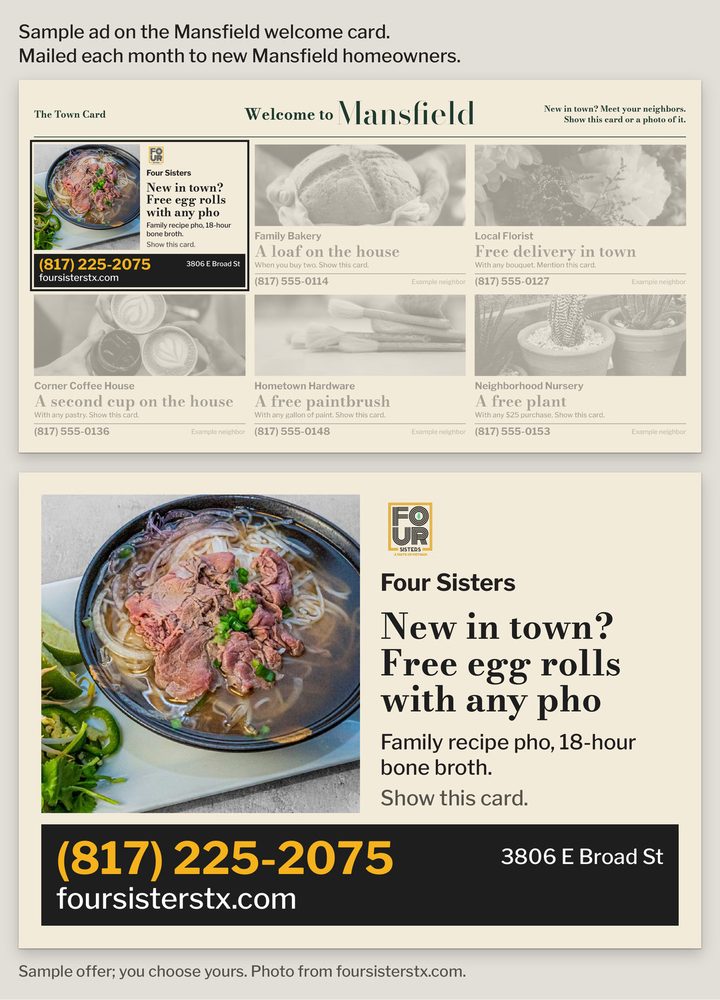 Sample ad on the Mansfield welcome card.
Mailed each month to new Mansfield homeowners.
The Town Card
Welcome to Mansfield
New in town? Meet your neighbors.
Show this card or a photo of it.
FO
UR
Four Sisters
New in town?
Free egg rolls
with any pho
Family recipe pho, 18-hour
bone broth.
Show this card.
(817) 225-2075
3806 E Broad St
foursisterstx.com
Family Bakery
A loaf on the house
When you buy two. Show this card.
(817) 555-0114
Example neighbor
Local Florist
Free delivery in town
With any bouquet. Mention this card.
(817) 555-0127
Example neighbor
Corner Coffee House
A second cup on the house
With any pastry. Show this card.
(817) 555-0136
Example neighbor
Hometown Hardware
A free paintbrush
With any gallon of paint. Show this card.
(817) 555-0148
Example neighbor
Neighborhood Nursery
A free plant
With any $25 purchase. Show this card.
(817) 555-0153
Example neighbor
FO
UR
SISTERS
Four Sisters
New in town?
Free egg rolls
with any pho
Family recipe pho, 18-hour
bone broth.
Show this card.
(817) 225-2075
3806 E Broad St
foursisterstx.com
Sample offer; you choose yours. Photo from foursisterstx.com.